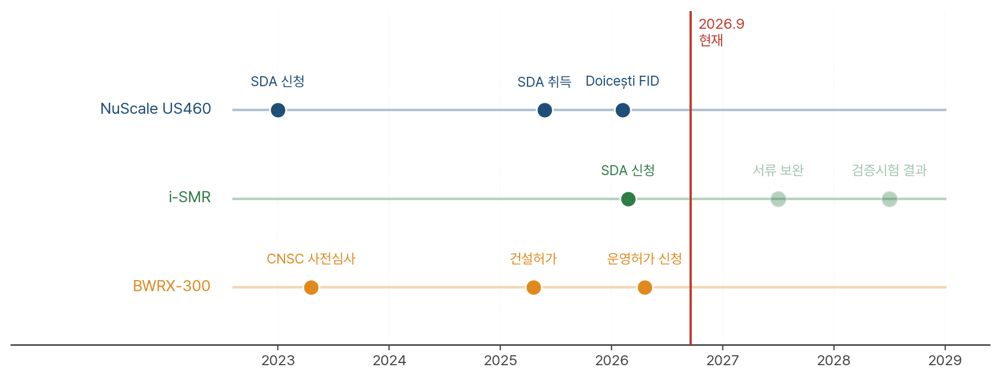 2026.9
현재
SDA 신청
SDA 취득
Doicești FID
NuScale US460
SDA 신청
서류 보완
검증시험 결과
i-SMR
CNSC 사전심사
건설허가
운영허가 신청
BWRX-300
2023
2024
2025
2026
2027
2028
2029